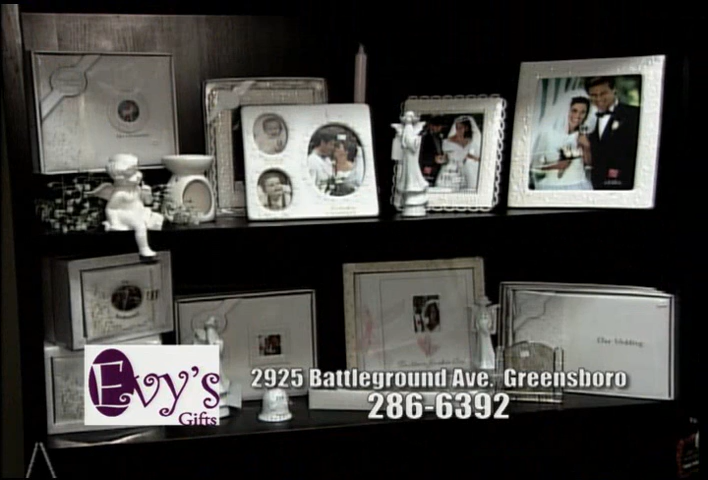 Our Wedding
Evy's
Gifts
2925 Battleground Ave. Greensboro
286-6392